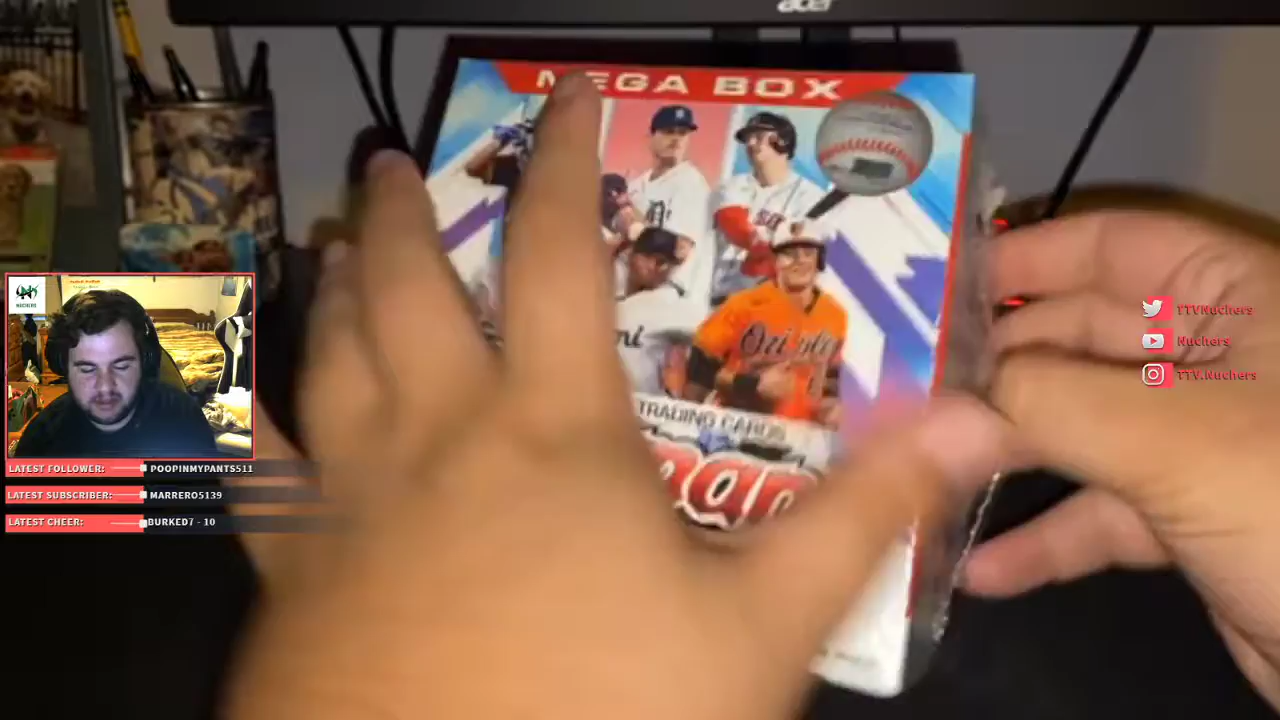 acer
MEGA BOX
TRADING CARDS
LATEST FOLLOWER: POOPINMYPANTS511
LATEST SUBSCRIBER: MARRERO5139
LATEST CHEER: BURKED7 - 10
TTVNuchers
Nuchers
TTV.Nuchers